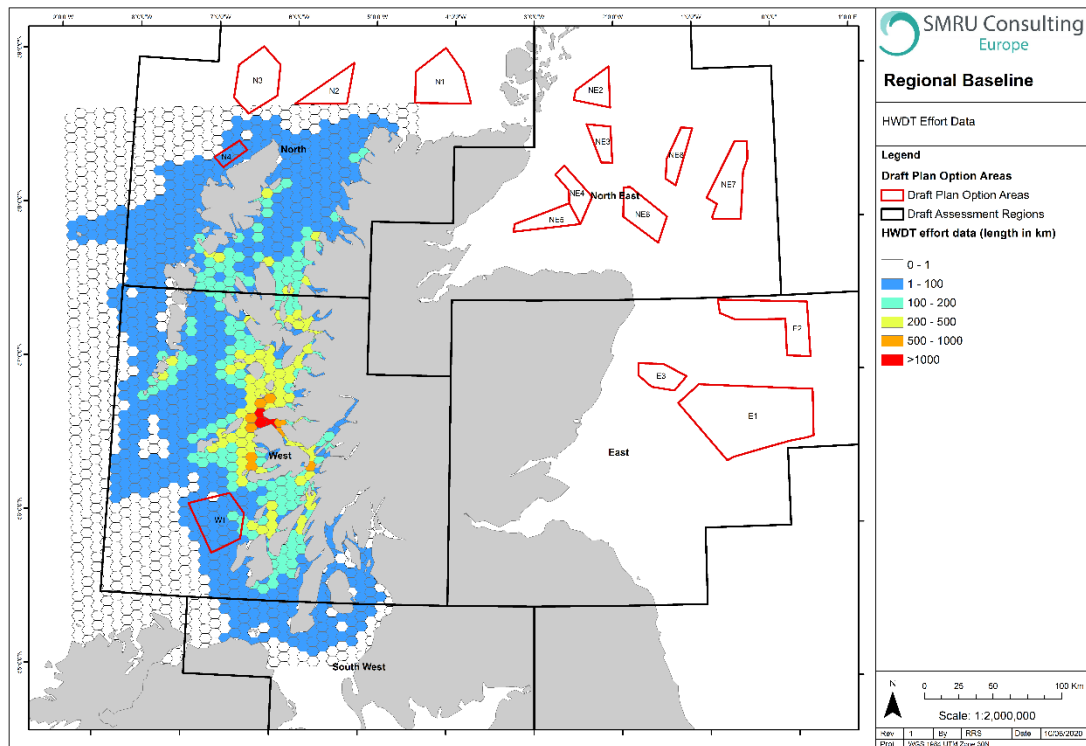 SMRU Consulting
Europe
Regional Baseline
HWDT Effort Data
Legend
Draft Plan Option Areas
Draft Plan Option Areas
Draft Assessment Regions
HWDT effort data (length in km)
0 - 1
1 - 100
100 - 200
200 - 500
500 - 1000
>1000
N3
N2
N1
NE2
N4
North
NE3
NE8
NE4
North East
NE7
NE6
E2
E3
E1
East
West
W1
South West
N
0 25 50 100 Km
Scale: 1:2,000,000
Rev 1 By RRS Date 10/06/2020